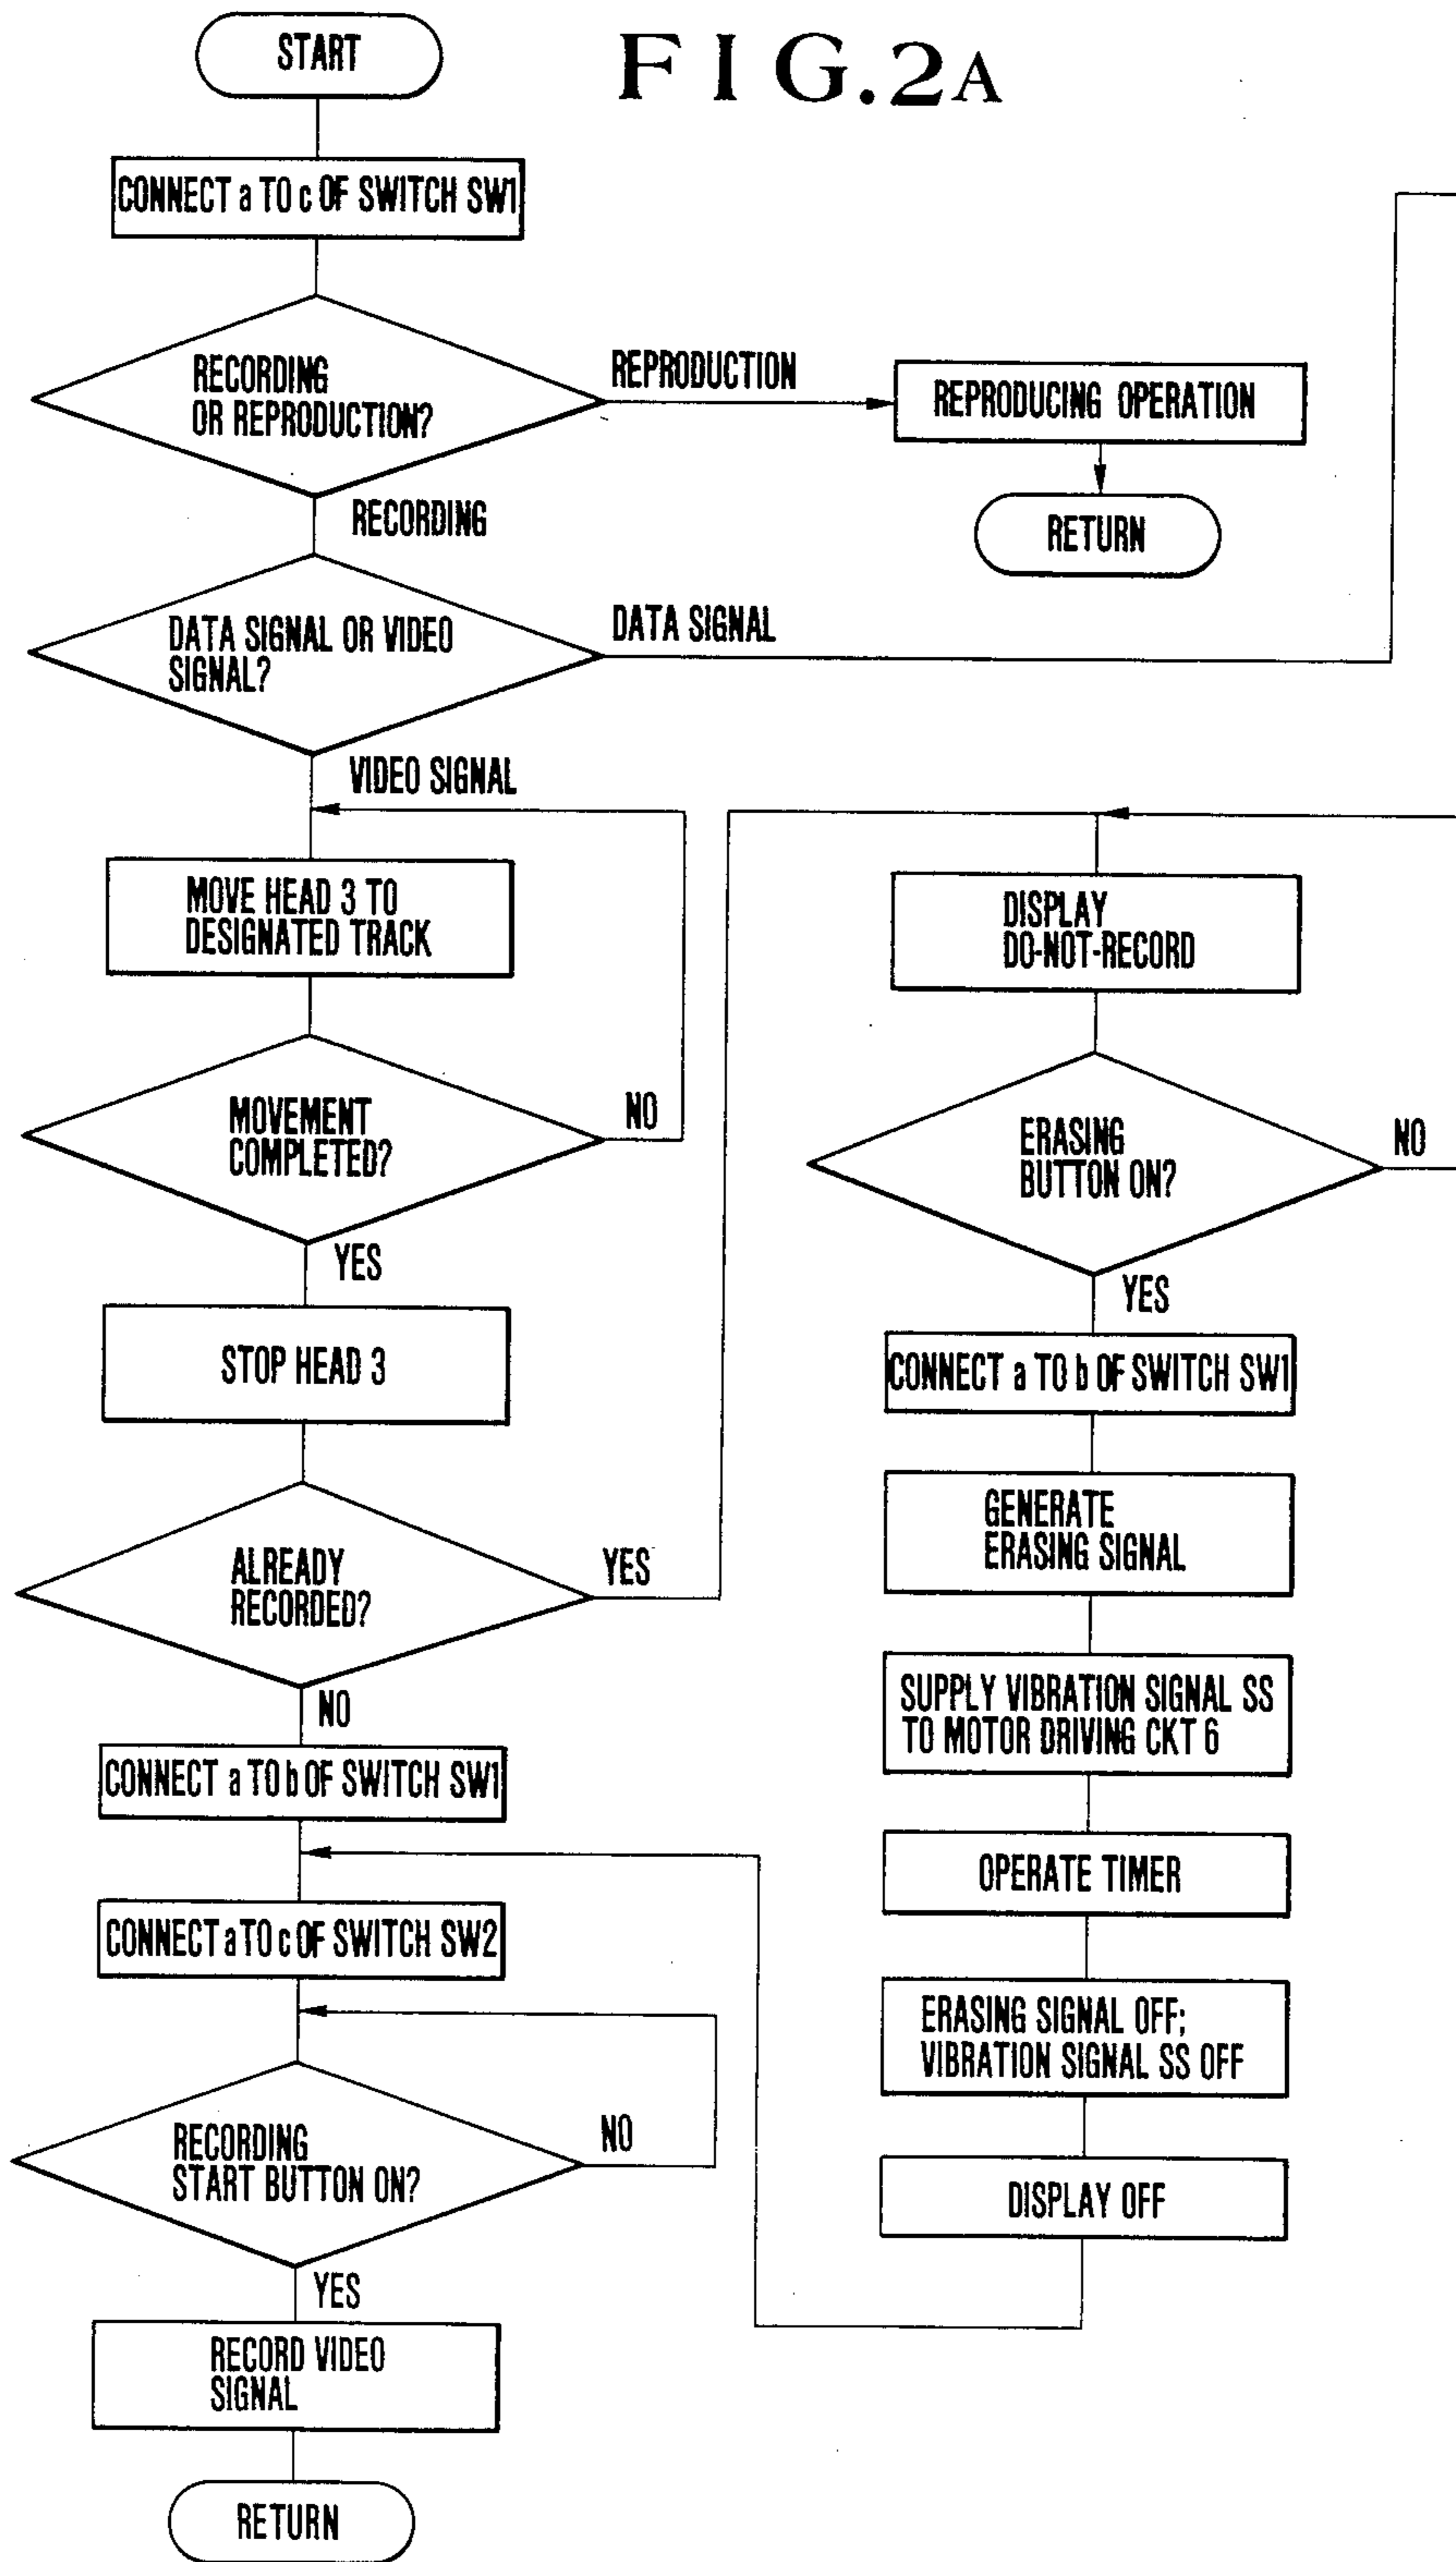 FIG.2A
START
CONNECT a TO c OF SWITCH SW1
RECORDING
OR REPRODUCTION?
REPRODUCTION
REPRODUCING OPERATION
RETURN
RECORDING
DATA SIGNAL OR VIDEO
SIGNAL?
DATA SIGNAL
VIDEO SIGNAL
MOVE HEAD 3 TO
DESIGNATED TRACK
MOVEMENT
COMPLETED?
NO
YES
STOP HEAD 3
ALREADY
RECORDED?
YES
NO
CONNECT a TO b OF SWITCH SW1
CONNECT a TO c OF SWITCH SW2
RECORDING
START BUTTON ON?
NO
YES
RECORD VIDEO
SIGNAL
RETURN
DISPLAY
DO-NOT-RECORD
ERASING
BUTTON ON?
NO
YES
CONNECT a TO b OF SWITCH SW1
GENERATE
ERASING SIGNAL
SUPPLY VIBRATION SIGNAL SS
TO MOTOR DRIVING CKT 6
OPERATE TIMER
ERASING SIGNAL OFF;
VIBRATION SIGNAL SS OFF
DISPLAY OFF